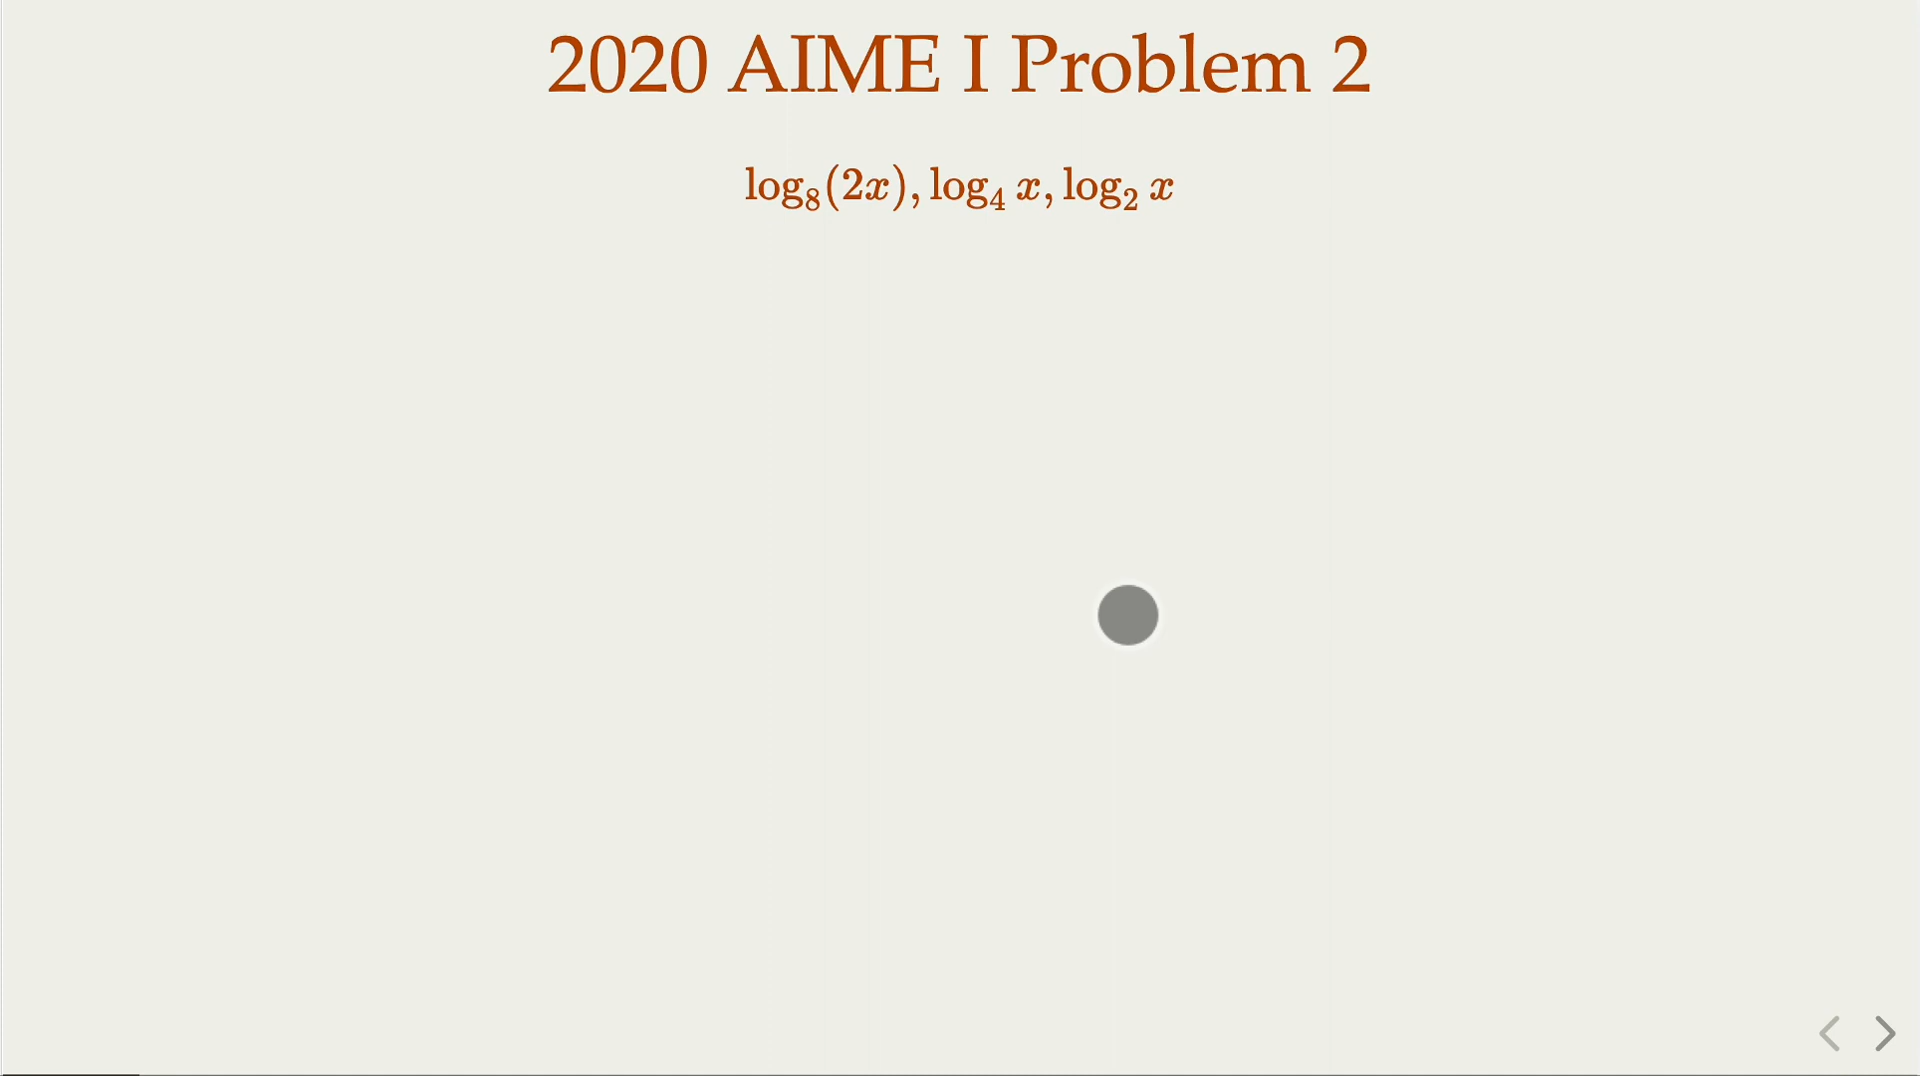 2020 AIME I Problem 2
log₈(2x), log₄ x, log₂ x